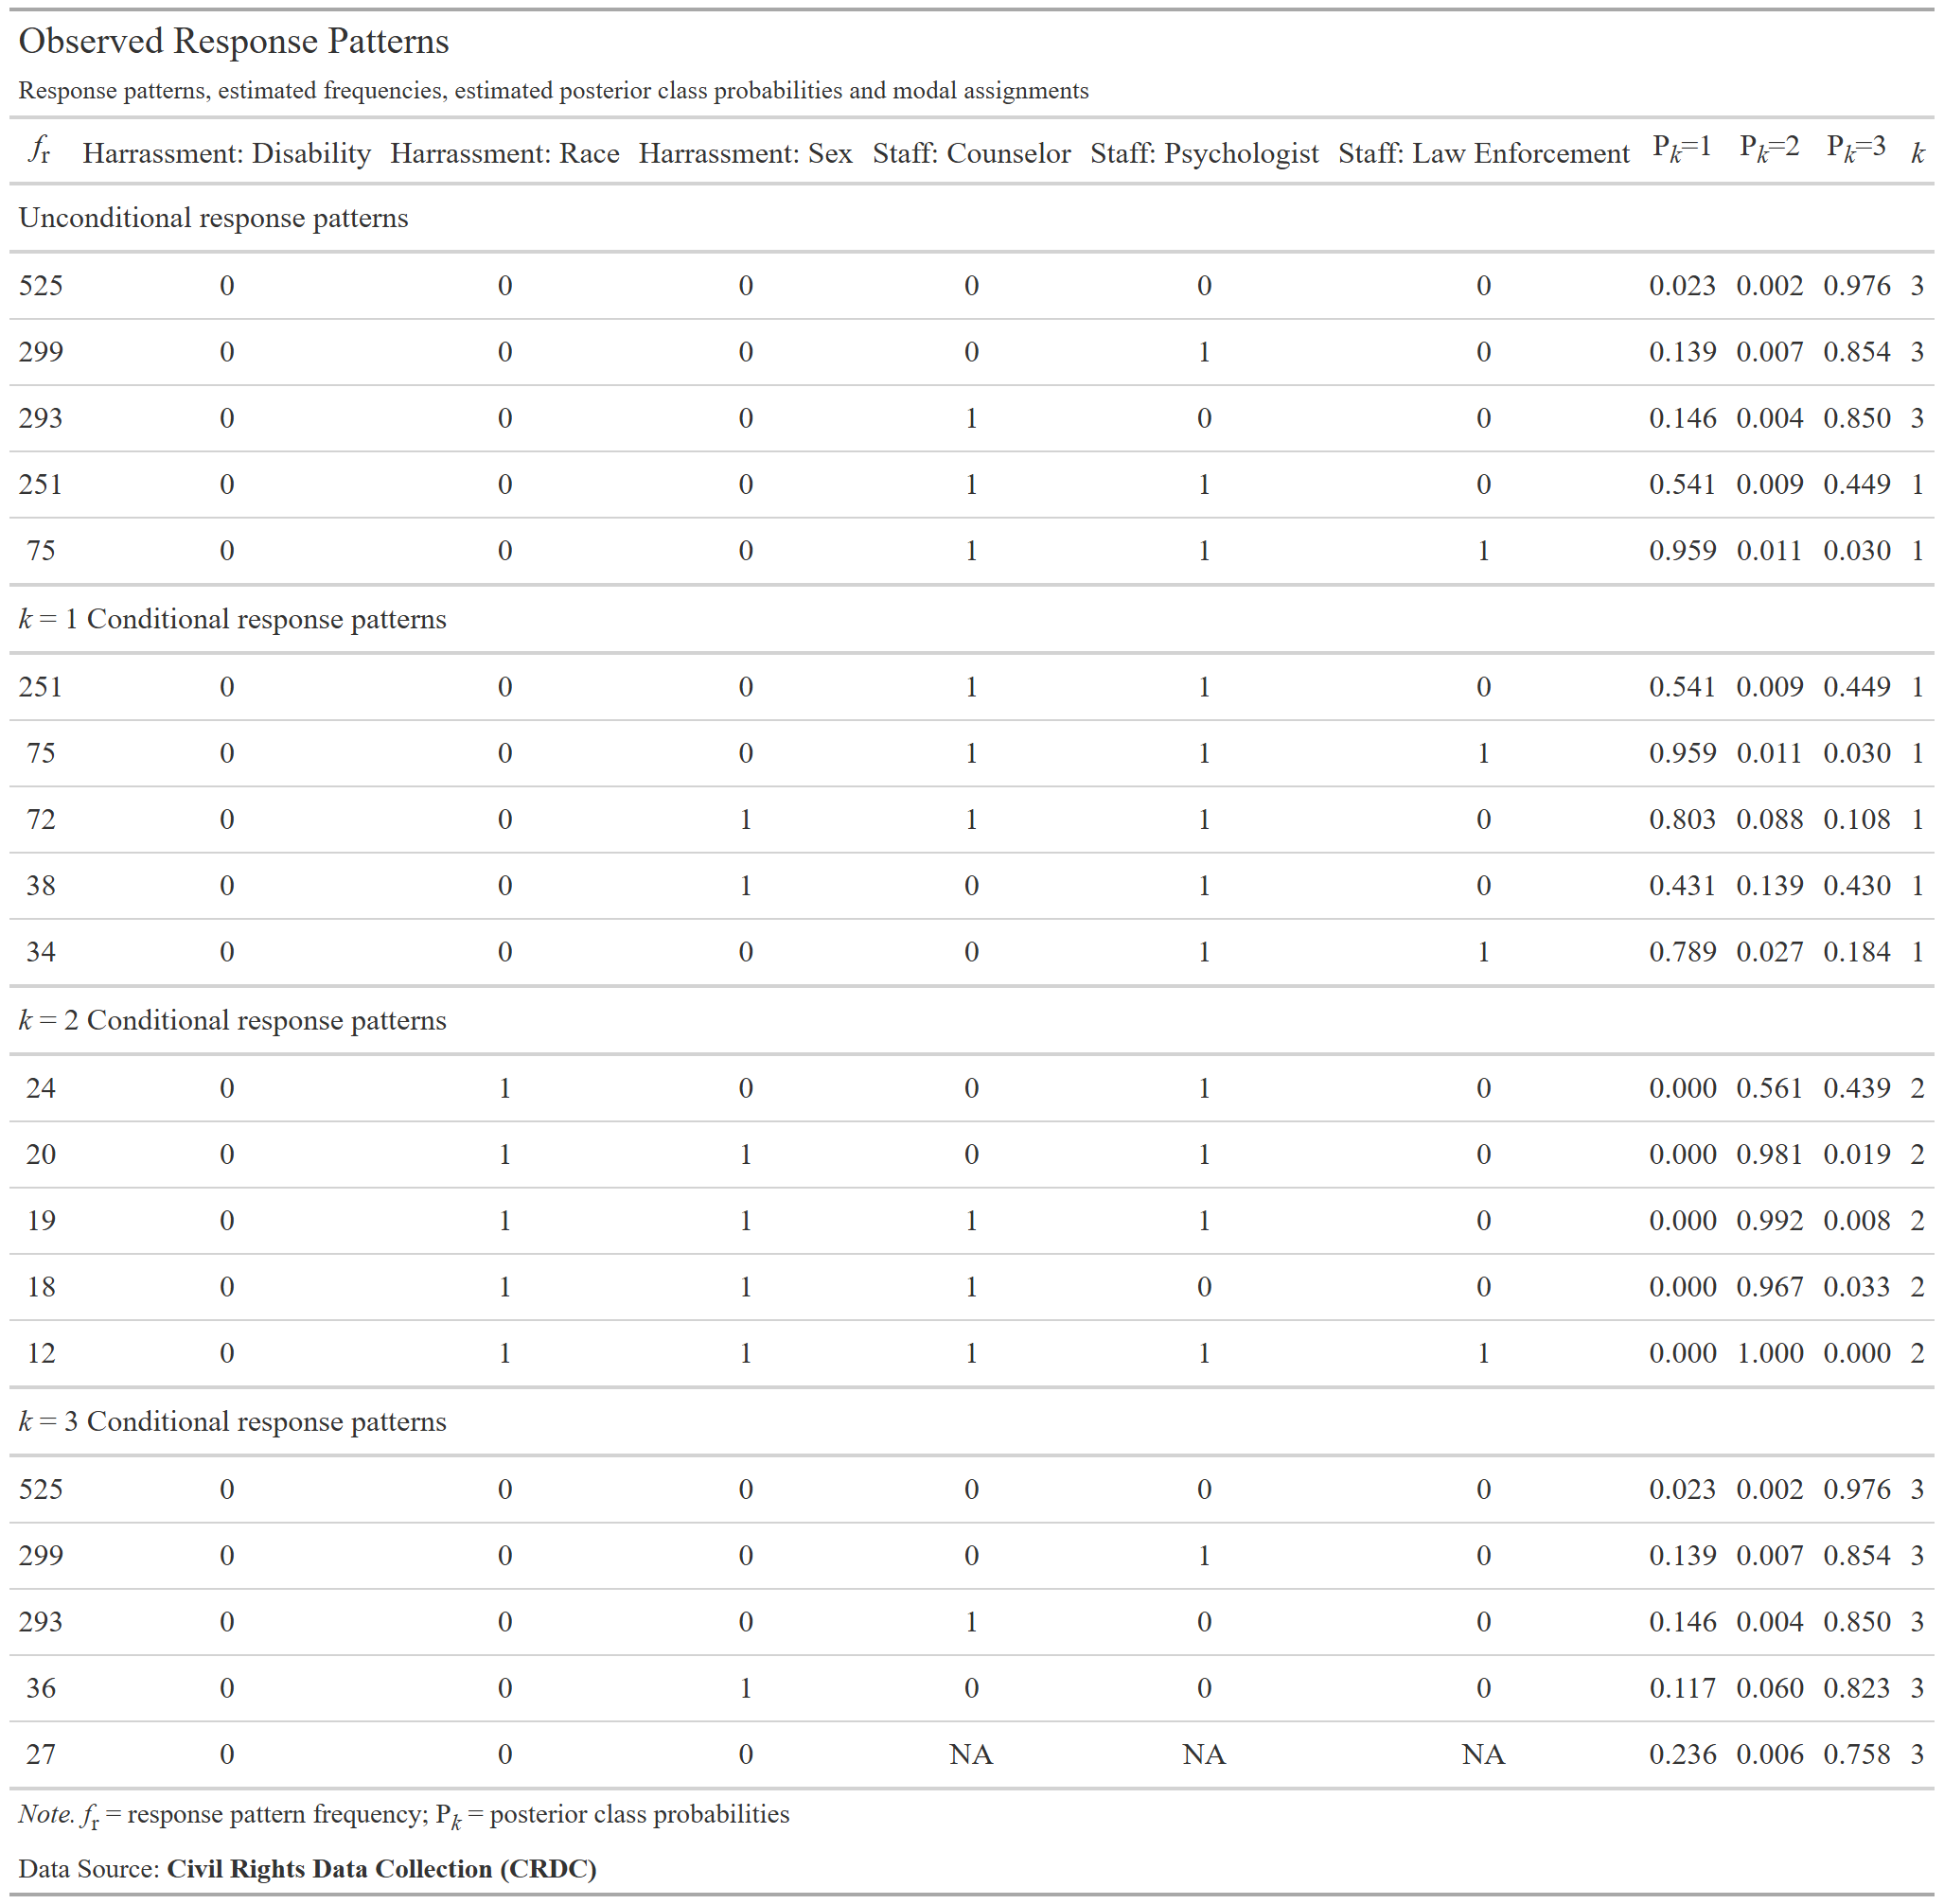 Observed Response Patterns
Response patterns, estimated frequencies, estimated posterior class probabilities and modal assignments
fr Harrassment: Disability Harrassment: Race Harrassment: Sex Staff: Counselor Staff: Psychologist Staff: Law Enforcement Pk=1 Pk=2 Pk=3 k
Unconditional response patterns
525 0 0 0 0 0 0 0.023 0.002 0.976 3
299 0 0 0 0 1 0 0.139 0.007 0.854 3
293 0 0 0 1 0 0 0.146 0.004 0.850 3
251 0 0 0 1 1 0 0.541 0.009 0.449 1
75 0 0 0 1 1 1 0.959 0.011 0.030 1
k = 1 Conditional response patterns
251 0 0 0 1 1 0 0.541 0.009 0.449 1
75 0 0 0 1 1 1 0.959 0.011 0.030 1
72 0 0 1 1 1 0 0.803 0.088 0.108 1
38 0 0 1 0 1 0 0.431 0.139 0.430 1
34 0 0 0 0 1 1 0.789 0.027 0.184 1
k = 2 Conditional response patterns
24 0 1 0 0 1 0 0.000 0.561 0.439 2
20 0 1 1 0 1 0 0.000 0.981 0.019 2
19 0 1 1 1 1 0 0.000 0.992 0.008 2
18 0 1 1 1 0 0 0.000 0.967 0.033 2
12 0 1 1 1 1 1 0.000 1.000 0.000 2
k = 3 Conditional response patterns
525 0 0 0 0 0 0 0.023 0.002 0.976 3
299 0 0 0 0 1 0 0.139 0.007 0.854 3
293 0 0 0 1 0 0 0.146 0.004 0.850 3
36 0 0 1 0 0 0 0.117 0.060 0.823 3
27 0 0 0 NA NA NA 0.236 0.006 0.758 3
Note. fr = response pattern frequency; Pk = posterior class probabilities
Data Source: Civil Rights Data Collection (CRDC)